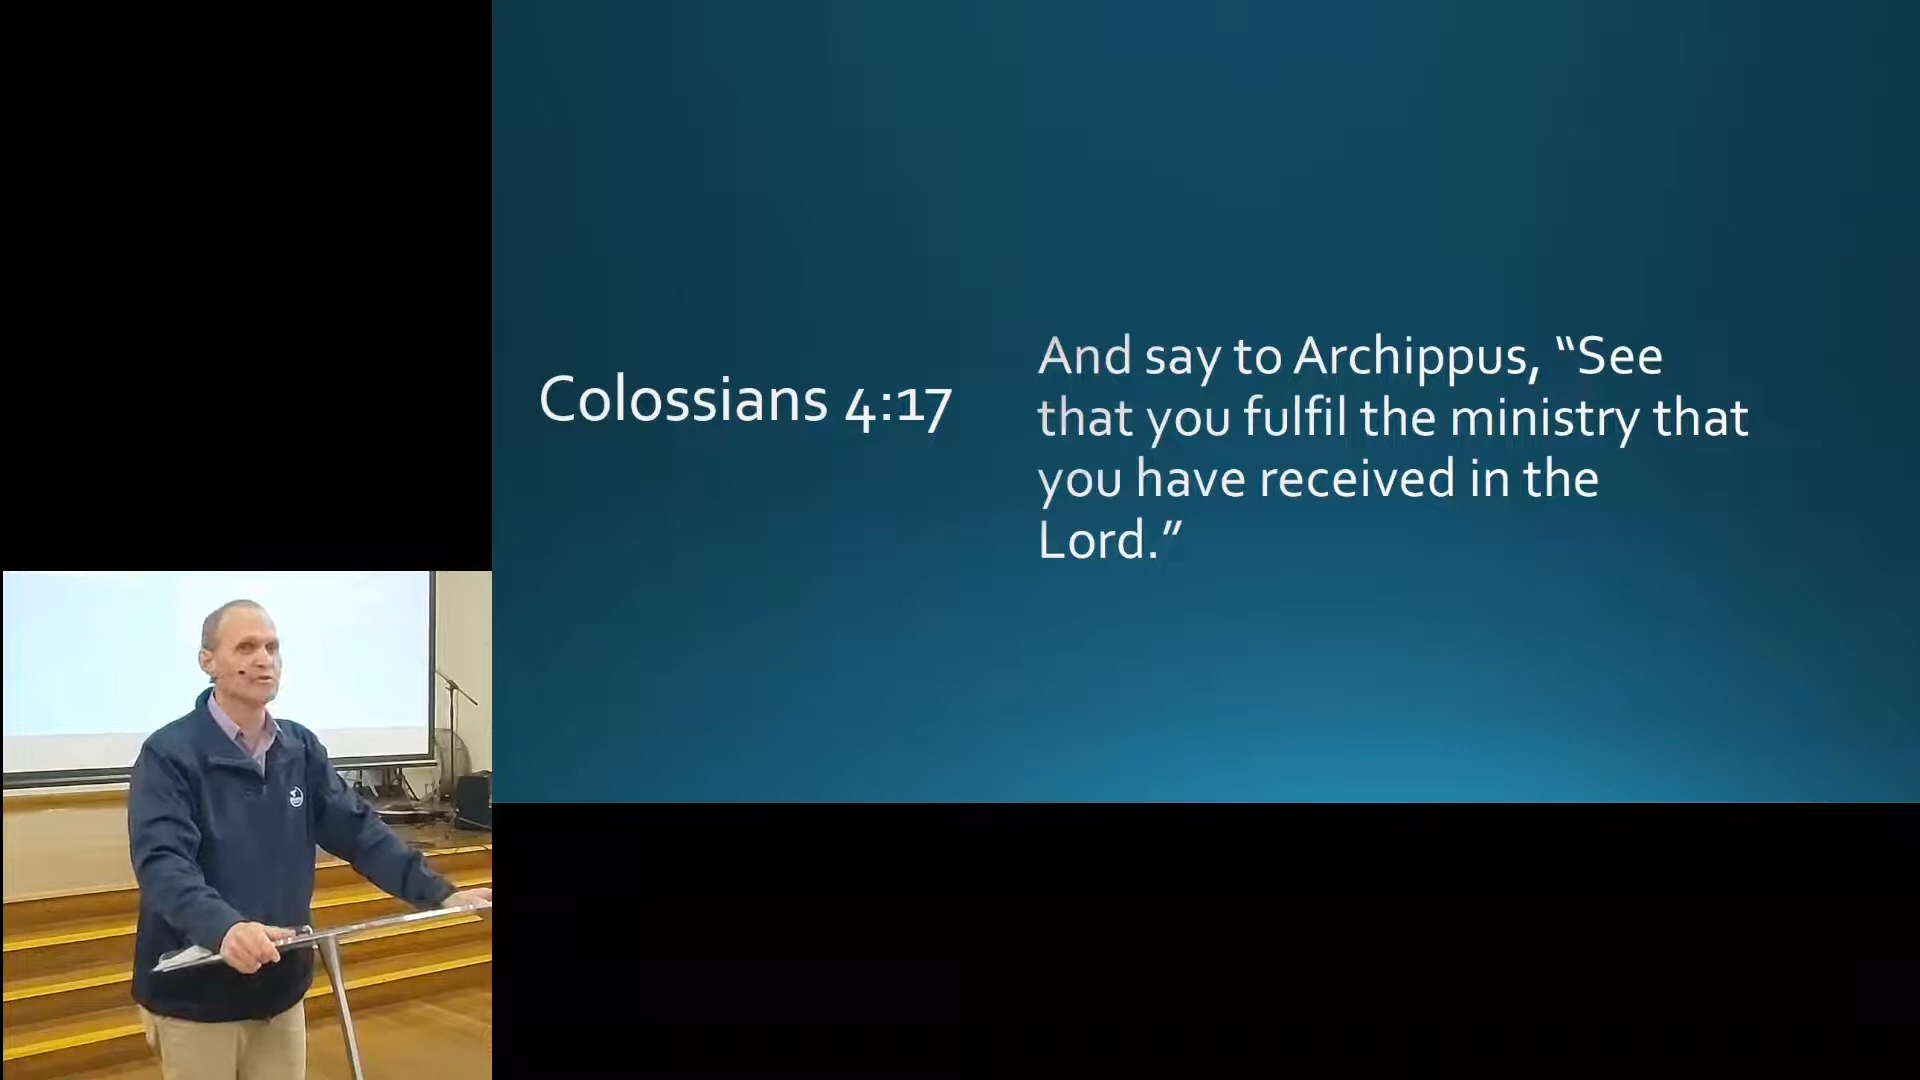 Colossians 4:17
And say to Archippus, “See
that you fulfil the ministry that
you have received in the
Lord.”